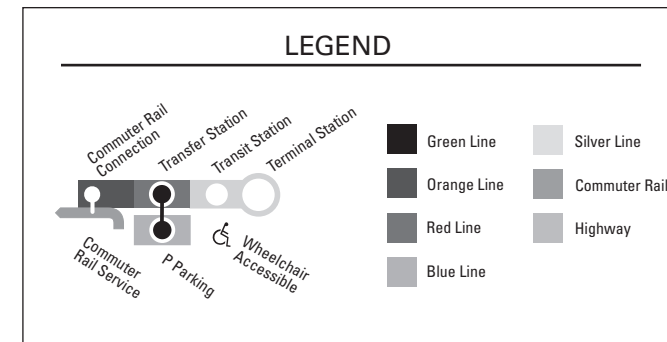 LEGEND
Commuter Rail
Connection
Transfer Station
Transit Station
Terminal Station
Commuter
Rail Service
P Parking
Wheelchair
Accessible
Green Line
Orange Line
Red Line
Blue Line
Silver Line
Commuter Rail
Highway